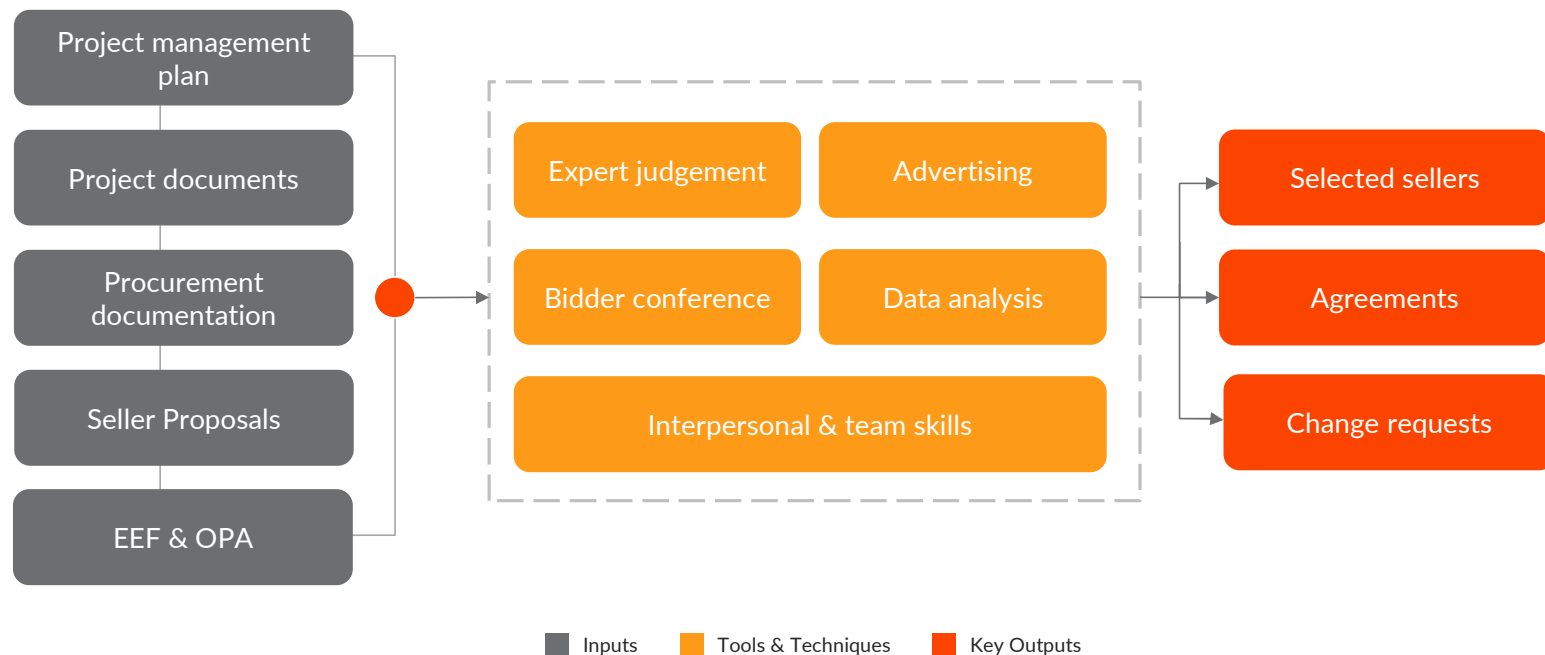 Project management
plan
Project documents
Procurement
documentation
Seller Proposals
EEF & OPA
Expert judgement
Advertising
Bidder conference
Data analysis
Interpersonal & team skills
Selected sellers
Agreements
Change requests
Inputs
Tools & Techniques
Key Outputs